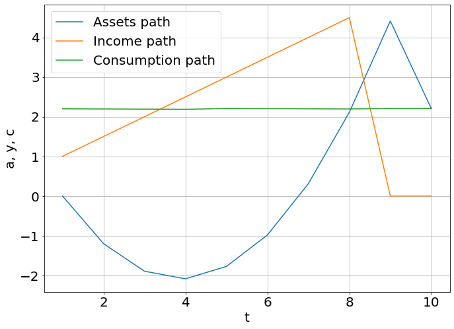 Assets path
Income path
Consumption path
a, y, c
4
3
2
1
0
−1
−2
2
4
6
8
10
t